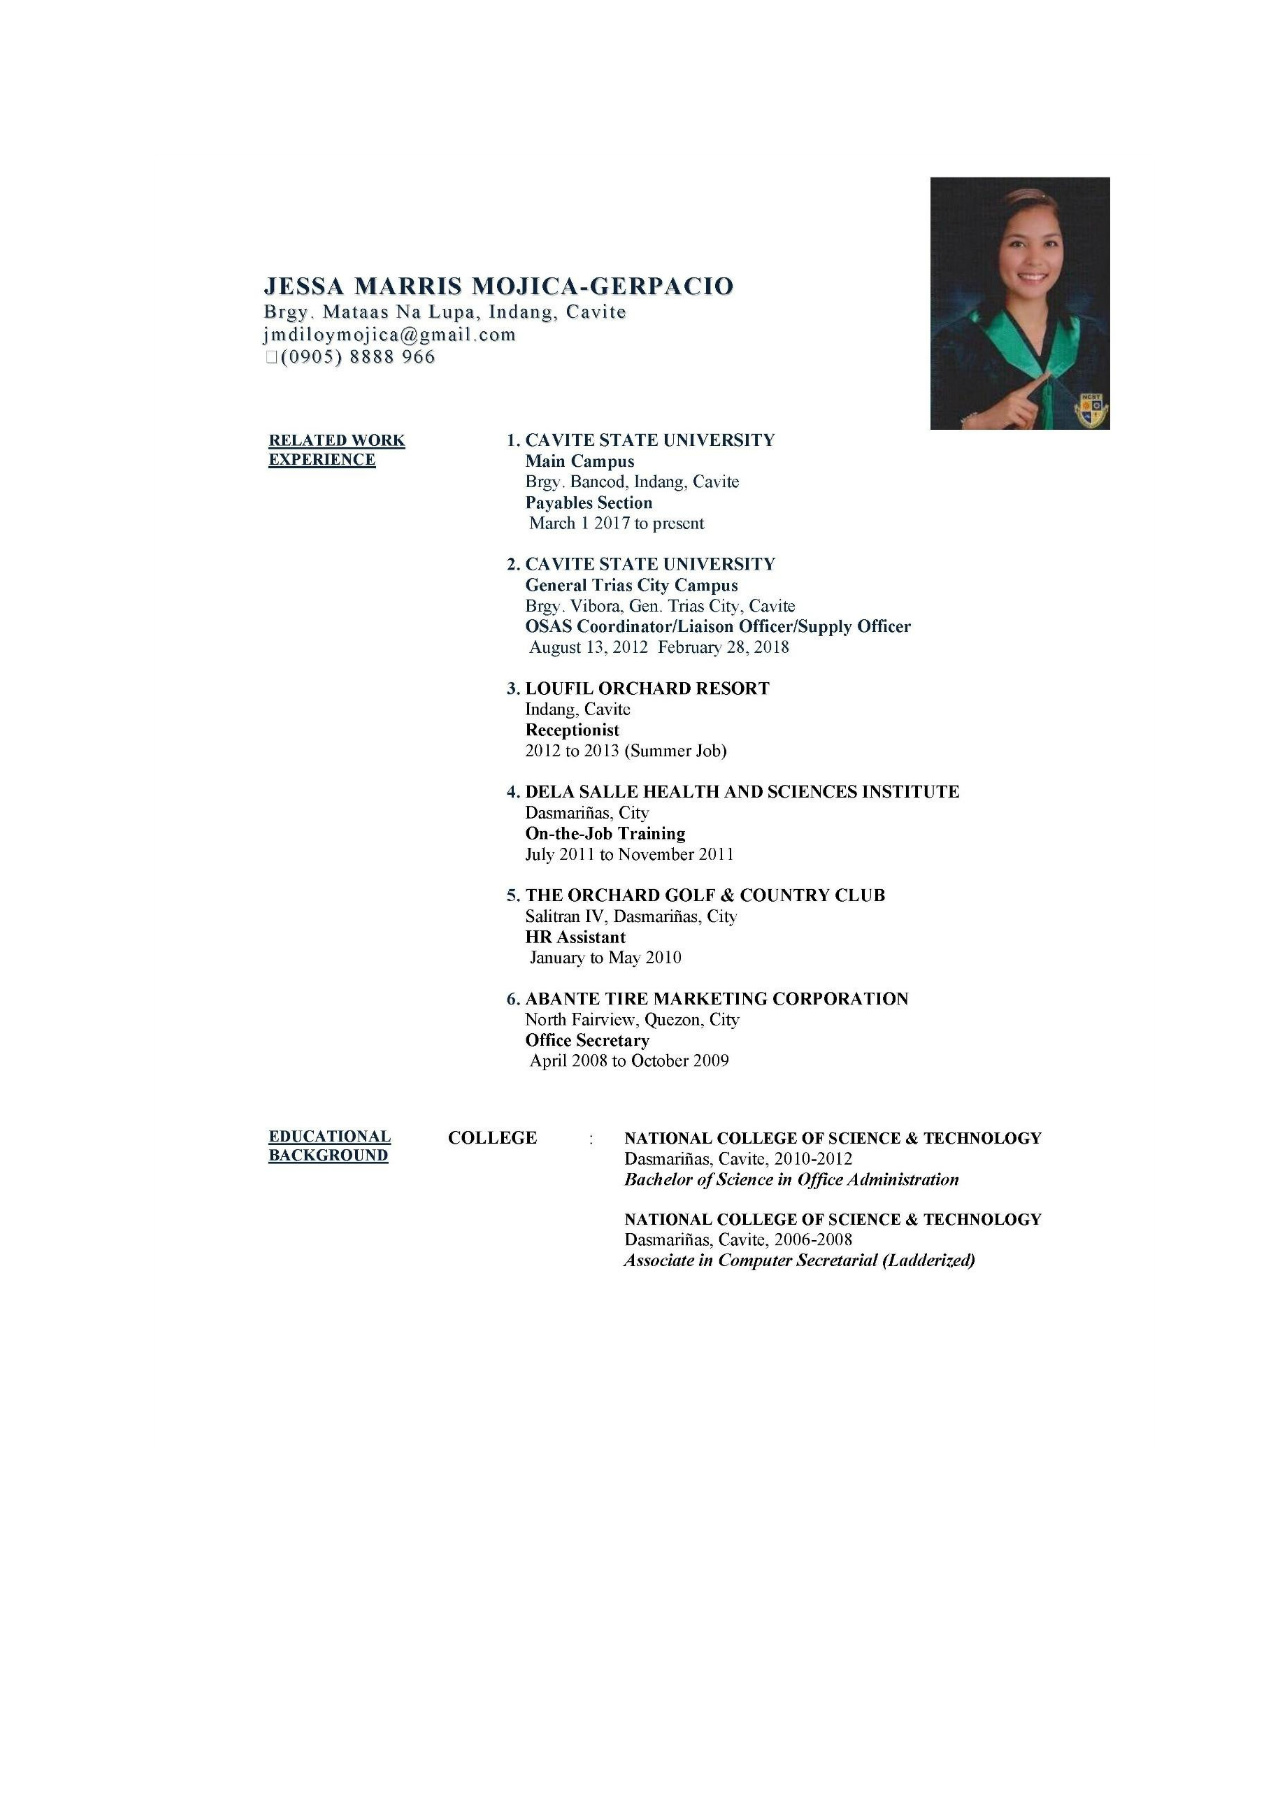 JESSA MARRIS MOJICA-GERPACIO
Brgy. Mataas Na Lupa, Indang, Cavite
jmdiloymojica@gmail.com
(0905) 8888 966
NCST
RELATED WORK
EXPERIENCE
1. CAVITE STATE UNIVERSITY
Main Campus
Brgy. Bancod, Indang, Cavite
Payables Section
March 1 2017 to present
2. CAVITE STATE UNIVERSITY
General Trias City Campus
Brgy. Vibora, Gen. Trias City, Cavite
OSAS Coordinator/Liaison Officer/Supply Officer
August 13, 2012 February 28, 2018
3. LOUFIL ORCHARD RESORT
Indang, Cavite
Receptionist
2012 to 2013 (Summer Job)
4. DELA SALLE HEALTH AND SCIENCES INSTITUTE
Dasmariñas, City
On-the-Job Training
July 2011 to November 2011
5. THE ORCHARD GOLF & COUNTRY CLUB
Salitran IV, Dasmariñas, City
HR Assistant
January to May 2010
6. ABANTE TIRE MARKETING CORPORATION
North Fairview, Quezon, City
Office Secretary
April 2008 to October 2009
EDUCATIONAL
BACKGROUND
COLLEGE : NATIONAL COLLEGE OF SCIENCE & TECHNOLOGY
Dasmariñas, Cavite, 2010-2012
Bachelor of Science in Office Administration
NATIONAL COLLEGE OF SCIENCE & TECHNOLOGY
Dasmariñas, Cavite, 2006-2008
Associate in Computer Secretarial (Ladderized)